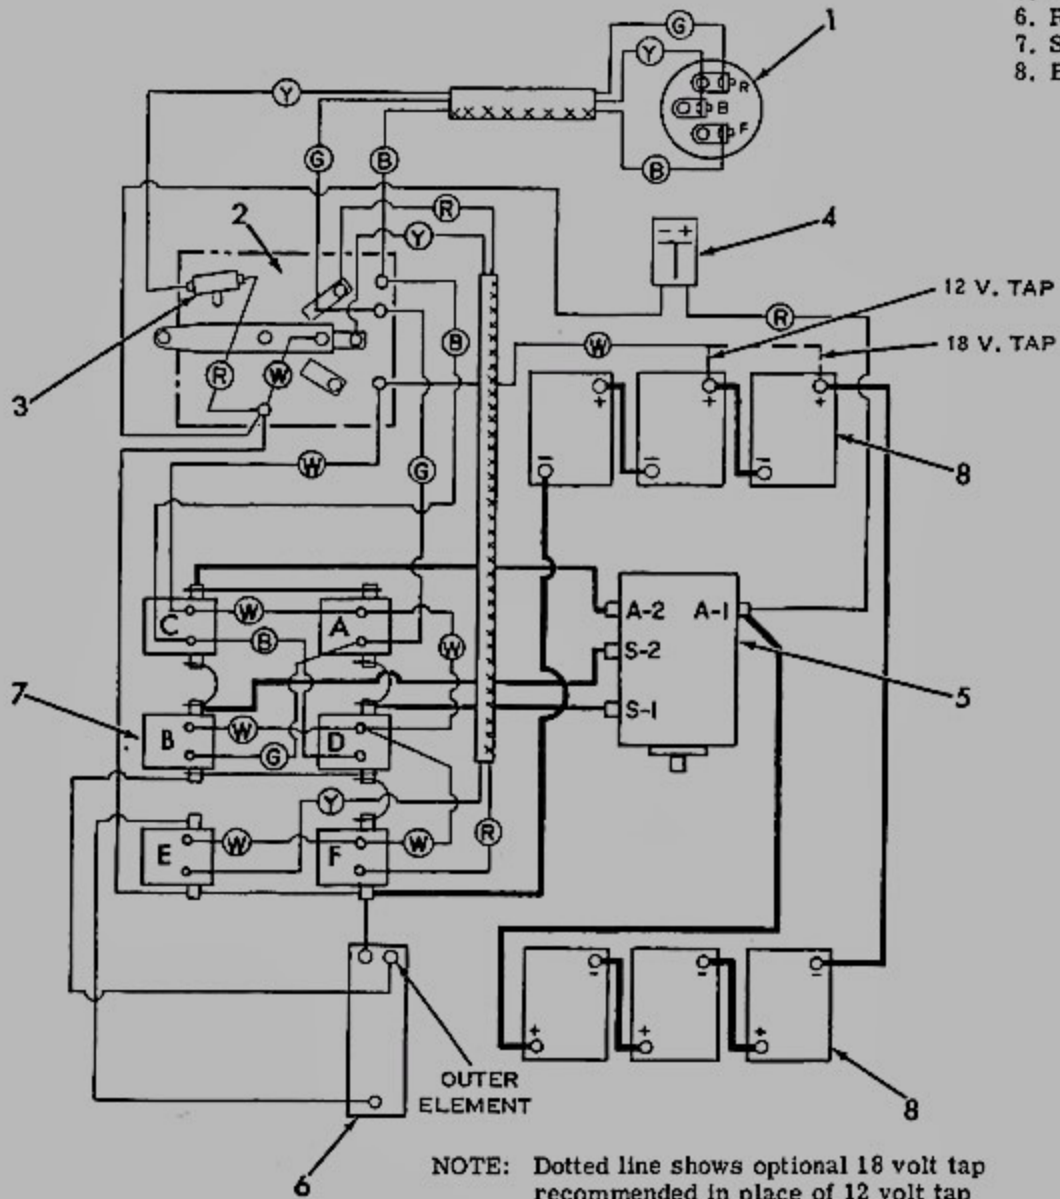 6. F
7. S
8. E
G
1
Y
Y
R
B
F
G
B
B
R
4
2
Y
- +
12 V. TAP
R
B
W
18 V. TAP
R
W
3
+
+
+
8
W
G
-
-
-
C
W
A
A-2
A-1
B
W
S-2
7
5
S-1
B
W
D
G
Y
E
W
F
W
R
-
-
-
+
+
+
OUTER
ELEMENT
8
6
NOTE: Dotted line shows optional 18 volt tap
recommended in place of 12 volt tap